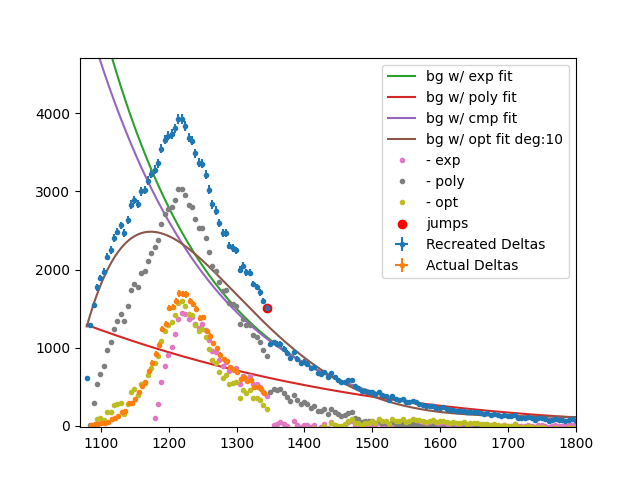 4000
3000
2000
1000
0
1100
1200
1300
1400
1500
1600
1700
1800
bg w/ exp fit
bg w/ poly fit
bg w/ cmp fit
bg w/ opt fit deg:10
- exp
- poly
- opt
jumps
Recreated Deltas
Actual Deltas